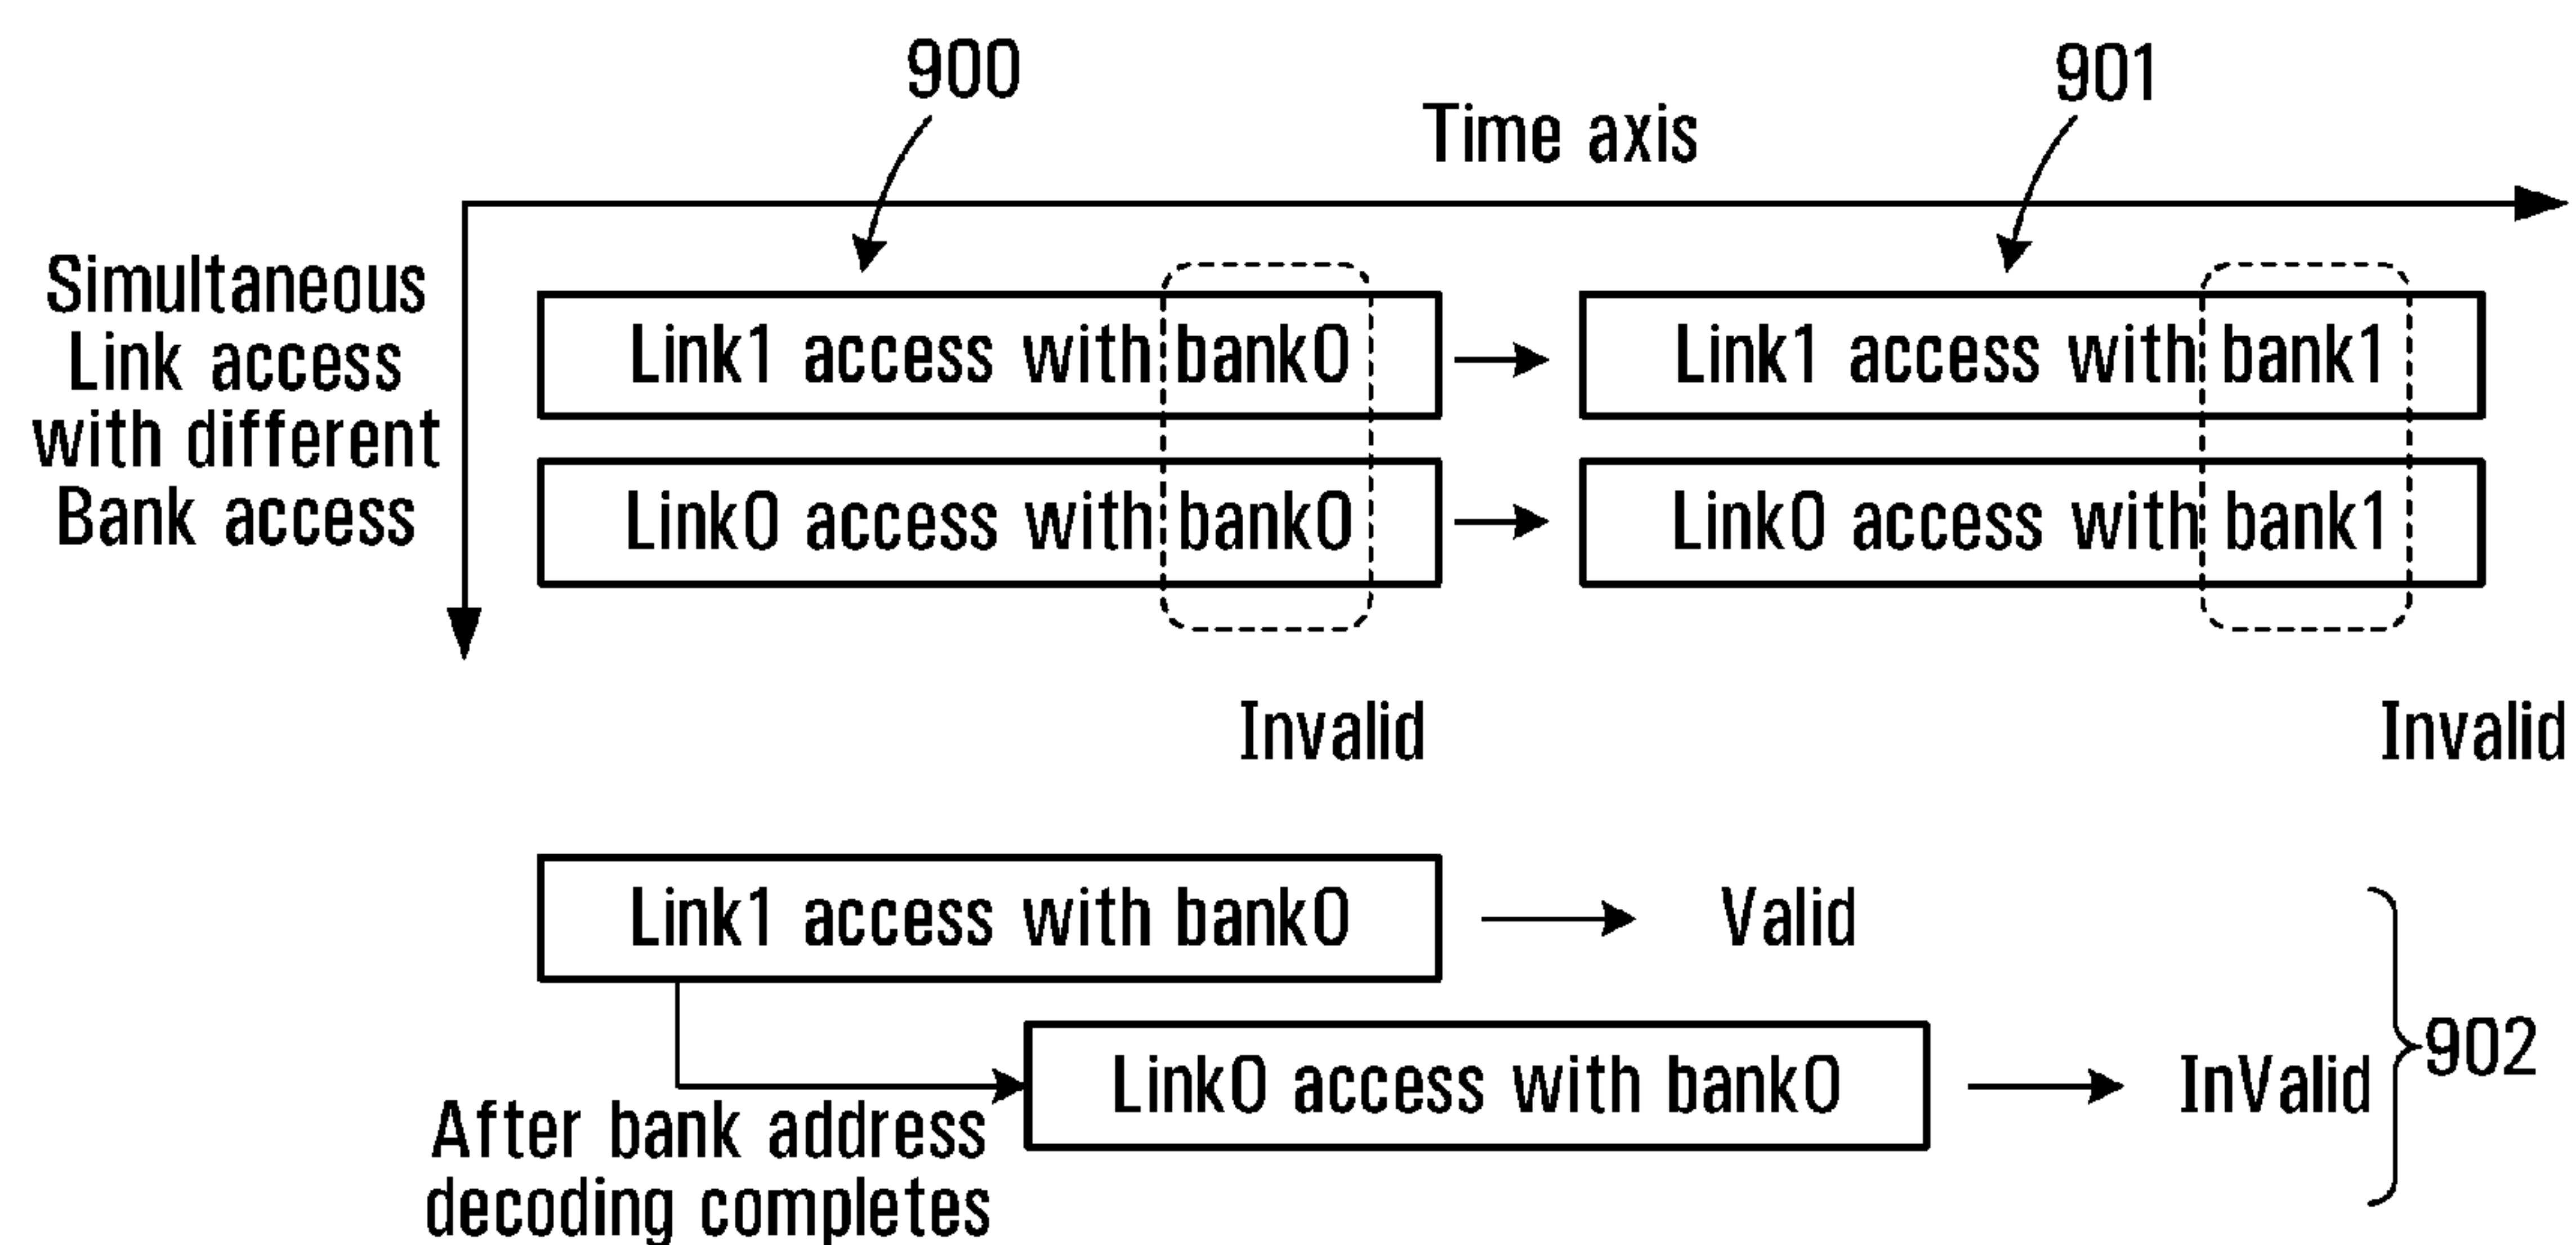 900
901
Time axis
Simultaneous
Link access
with different
Bank access
Link1 access with bank0
Link1 access with bank1
Link0 access with bank0
Link0 access with bank1
Invalid
Invalid
Link1 access with bank0
Valid
Link0 access with bank0
InValid
902
After bank address
decoding completes